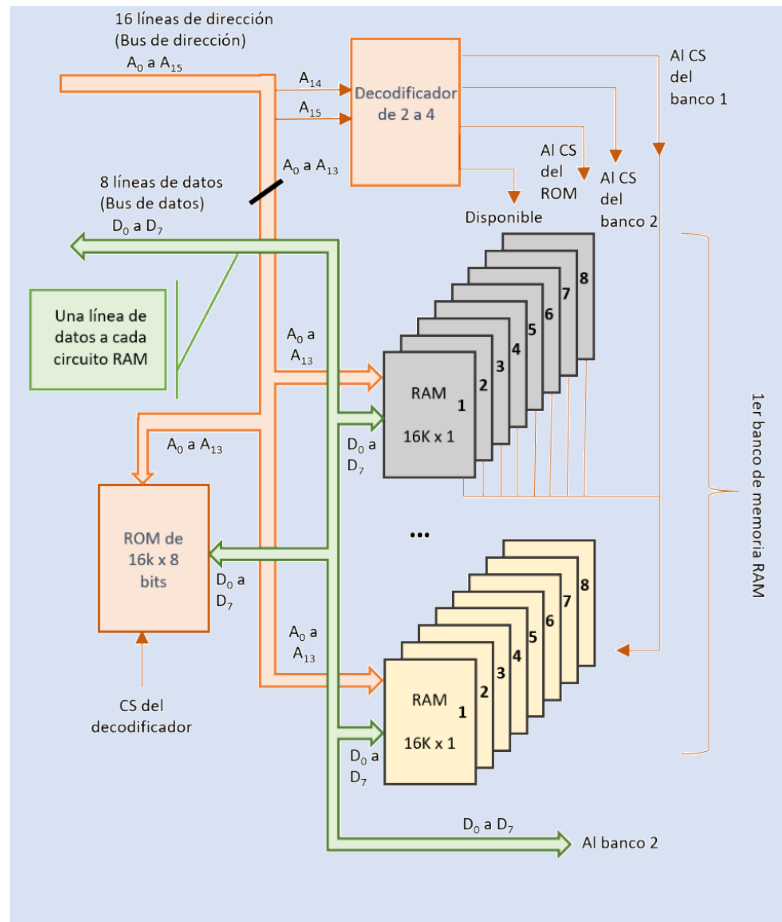 16 líneas de dirección
(Bus de dirección)
A₀ a A₁₅
A₁₄
A₁₅
Decodificador
de 2 a 4
Al CS
del
banco 1
A₀ a A₁₃
Al CS
del
ROM
Al CS
del
banco 2
Disponible
8 líneas de datos
(Bus de datos)
D₀ a D₇
Una línea de
datos a cada
circuito RAM
A₀ a
A₁₃
RAM
16K x 1
1
2
3
4
5
6
7
8
D₀ a
D₇
1er banco de memoria RAM
A₀ a A₁₃
ROM de
16k x 8
bits
D₀ a
D₇
CS del
decodificador
...
A₀ a
A₁₃
RAM
16K x 1
1
2
3
4
5
6
7
8
D₀ a
D₇
D₀ a D₇
Al banco 2